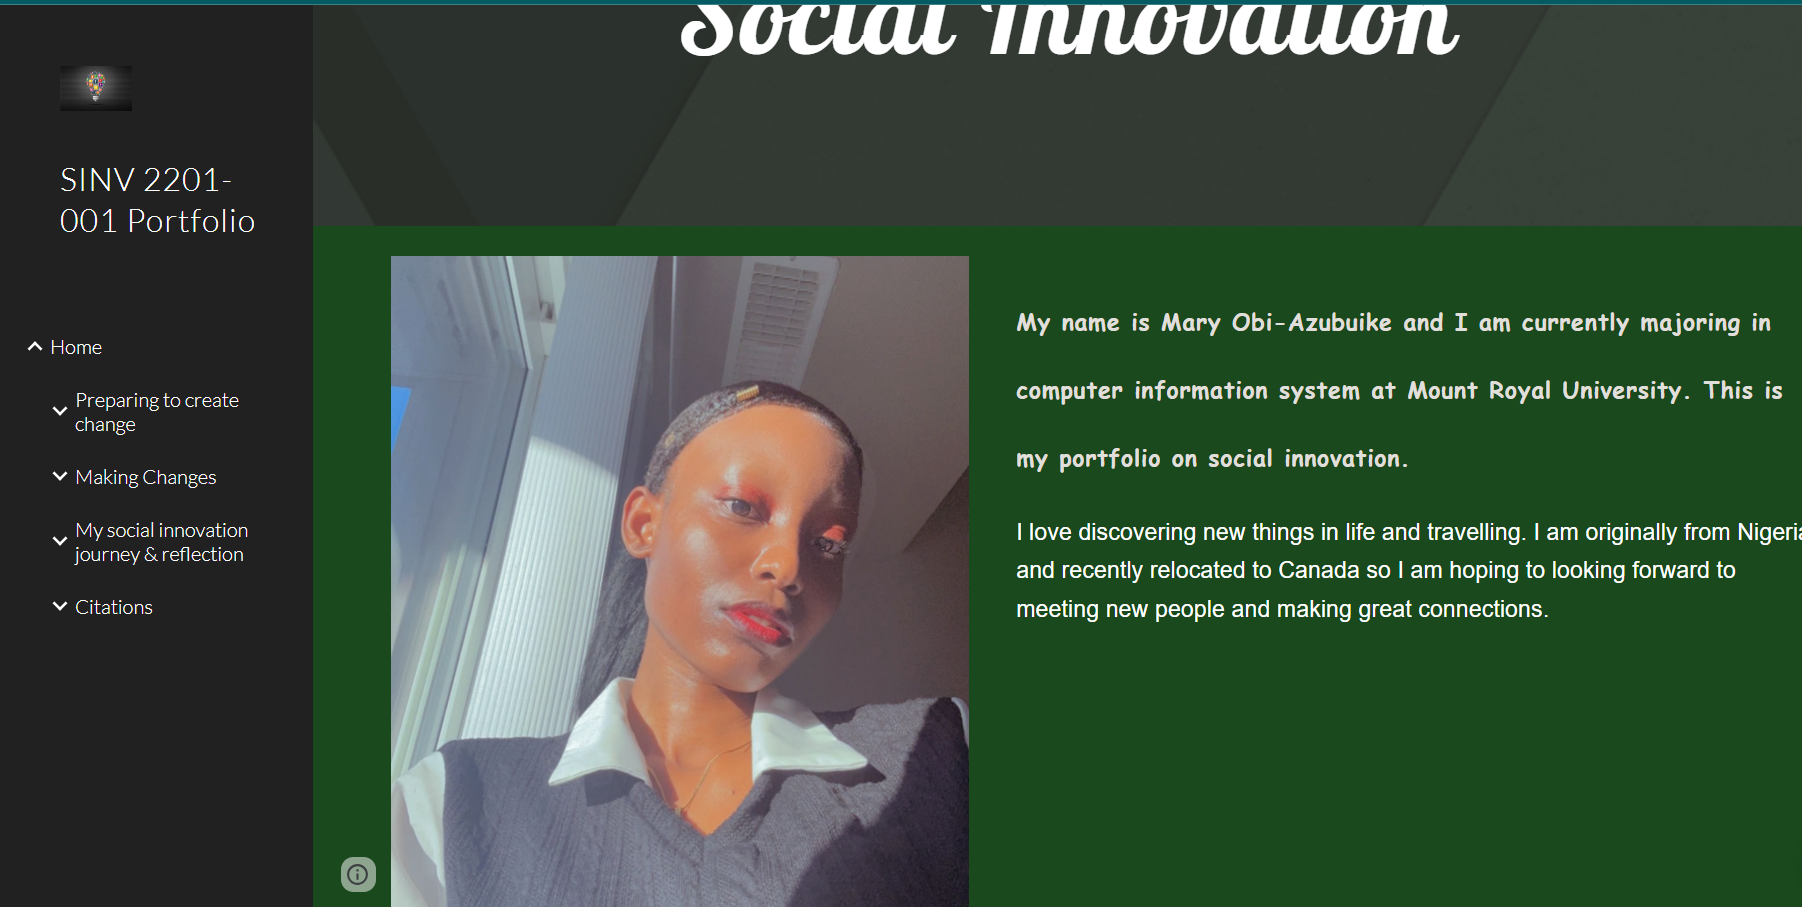 Social Innovation
SINV 2201-
001 Portfolio
Home
Preparing to create
change
Making Changes
My social innovation
journey & reflection
Citations
My name is Mary Obi-Azubuike and I am currently majoring in
computer information system at Mount Royal University. This is
my portfolio on social innovation.
I love discovering new things in life and travelling. I am originally from Nigeria
and recently relocated to Canada so I am hoping to looking forward to
meeting new people and making great connections.